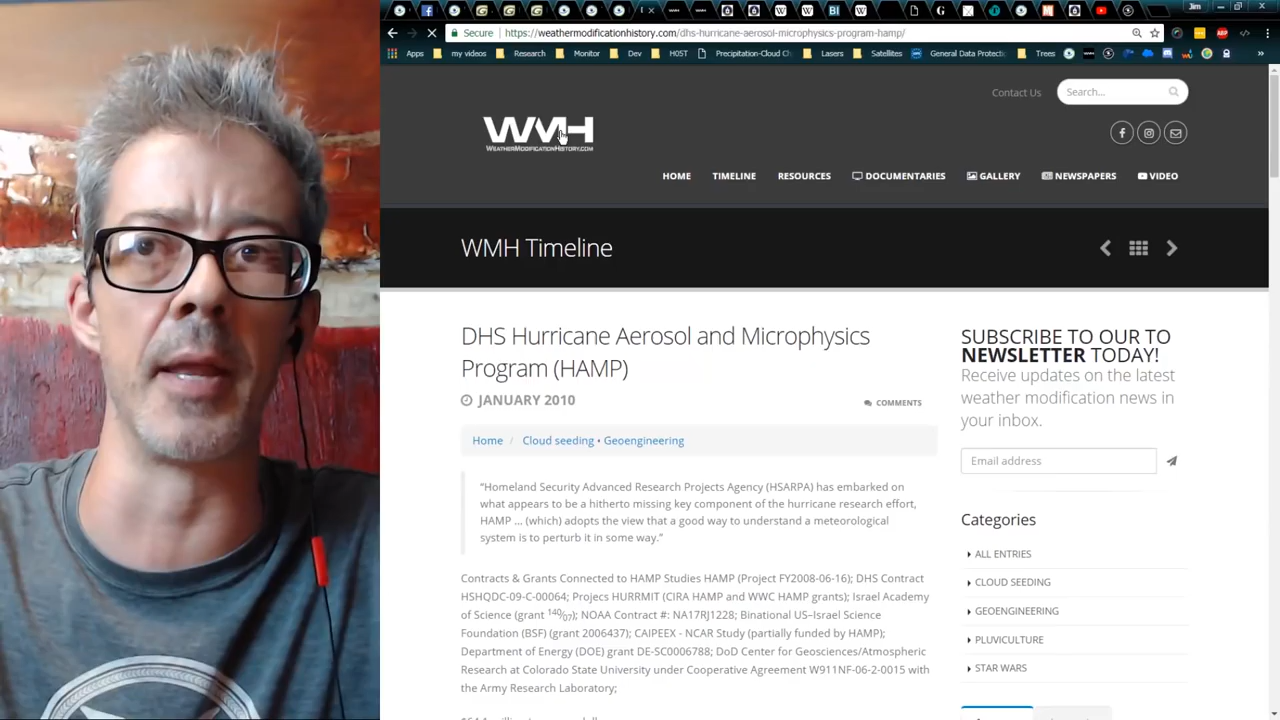 Jim
Secure
https://weathermodificationhistory.com/dhs-hurricane-aerosol-microphysics-program-hamp/
Apps
my videos
Research
Monitor
Dev
H05T
Precipitation-Cloud Ch
Lasers
Satellites
General Data Protectio
Trees
Contact Us
Search...
WMH
WEATHERMODIFICATIONHISTORY.COM
HOME
TIMELINE
RESOURCES
DOCUMENTARIES
GALLERY
NEWSPAPERS
VIDEO
WMH Timeline
DHS Hurricane Aerosol and Microphysics
Program (HAMP)
JANUARY 2010
COMMENTS
Home / Cloud seeding • Geoengineering
“Homeland Security Advanced Research Projects Agency (HSARPA) has embarked on
what appears to be a hitherto missing key component of the hurricane research effort,
HAMP ... (which) adopts the view that a good way to understand a meteorological
system is to perturb it in some way.”
Contracts & Grants Connected to HAMP Studies HAMP (Project FY2008-06-16); DHS Contract
HSHQDC-09-C-00064; Projecs HURRMIT (CIRA HAMP and WWC HAMP grants); Israel Academy
of Science (grant 140/07); NOAA Contract #: NA17RJ1228; Binational US–Israel Science
Foundation (BSF) (grant 2006437); CAIPEEX - NCAR Study (partially funded by HAMP);
Department of Energy (DOE) grant DE-SC0006788; DoD Center for Geosciences/Atmospheric
Research at Colorado State University under Cooperative Agreement W911NF-06-2-0015 with
the Army Research Laboratory;
SUBSCRIBE TO OUR TO
NEWSLETTER TODAY!
Receive updates on the latest
weather modification news in
your inbox.
Email address
Categories
ALL ENTRIES
CLOUD SEEDING
GEOENGINEERING
PLUVICULTURE
STAR WARS